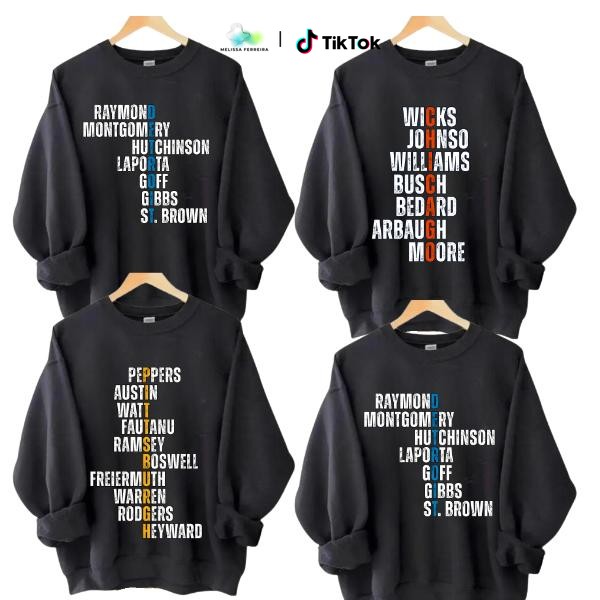 MELISSA FERREIRA
TikTok
RAYMOND
MONTGOMERY
HUTCHINSON
LAPORTA
GOFF
GIBBS
ST. BROWN
WICKS
JOHNSO
WILLIAMS
BUSCH
BEDARD
ARBAUGH
MOORE
PEPPERS
AUSTIN
WATT
FAUTANU
RAMSEY
BOSWELL
FREIERMUTH
WARREN
RODGERS
HEYWARD
RAYMOND
MONTGOMERY
HUTCHINSON
LAPORTA
GOFF
GIBBS
ST. BROWN